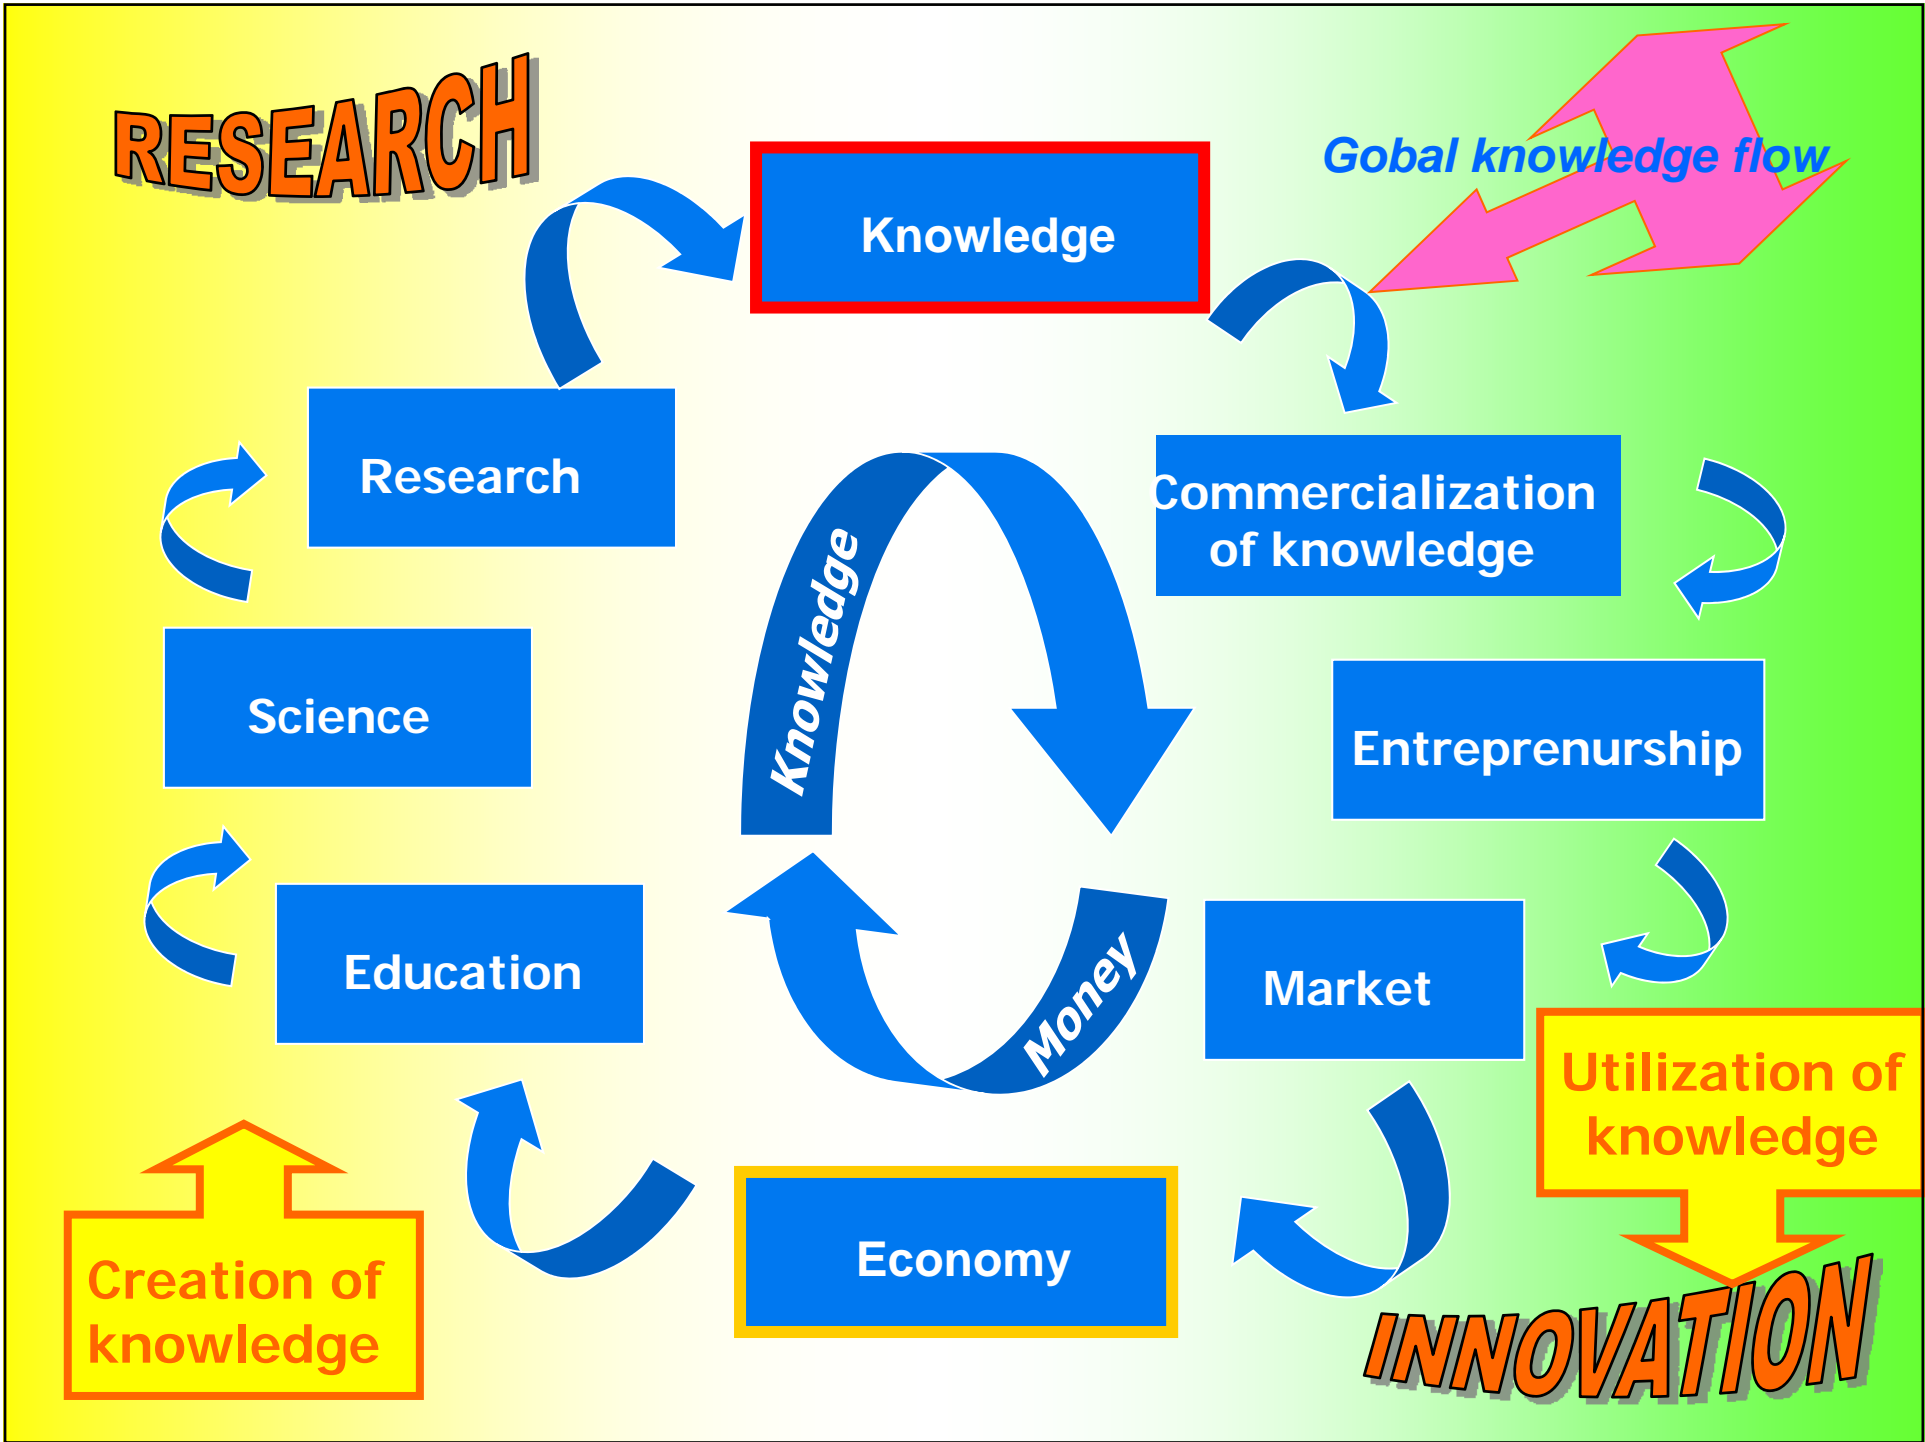 RESEARCH
Gobal knowledge flow
Knowledge
Research
Commercialization
of knowledge
Knowledge
Science
Entreprenurship
Education
Market
Money
Utilization of
knowledge
Economy
Creation of
knowledge
INNOVATION